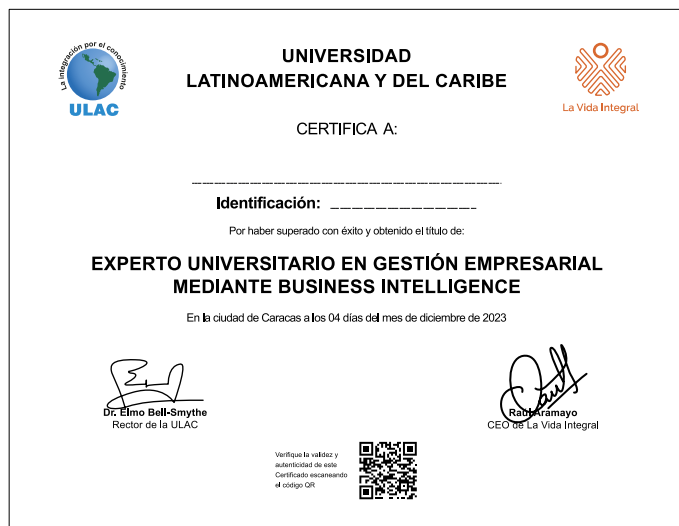 La integración por el conocimiento
ULAC
UNIVERSIDAD
LATINOAMERICANA Y DEL CARIBE
La Vida Integral
CERTIFICA A:
Identificación:
Por haber superado con éxito y obtenido el título de:
EXPERTO UNIVERSITARIO EN GESTIÓN EMPRESARIAL
MEDIANTE BUSINESS INTELLIGENCE
En la ciudad de Caracas a los 04 días del mes de diciembre de 2023
Dr. Elmo Bell-Smythe
Rector de la ULAC
Raúl Aramayo
CEO de La Vida Integral
Verifique la validez y
autenticidad de este
Certificado escaneando
el código QR